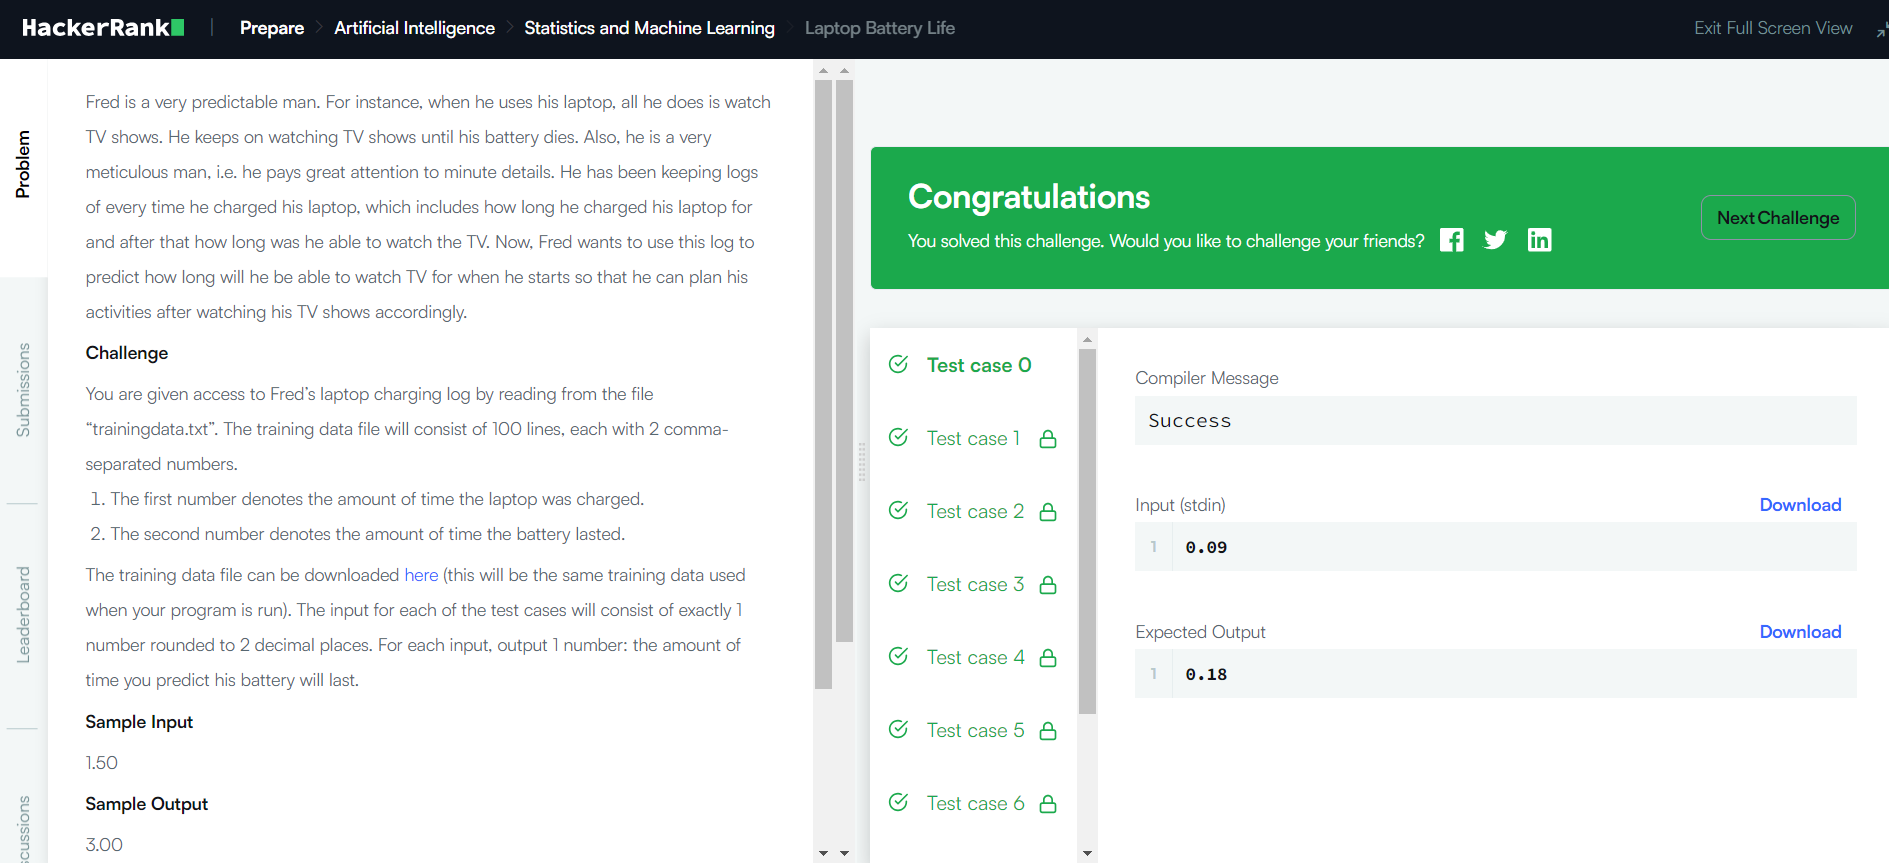 HackerRank
Prepare > Artificial Intelligence > Statistics and Machine Learning > Laptop Battery Life
Exit Full Screen View
Problem
Submissions
Leaderboard
cussions
Fred is a very predictable man. For instance, when he uses his laptop, all he does is watch
TV shows. He keeps on watching TV shows until his battery dies. Also, he is a very
meticulous man, i.e. he pays great attention to minute details. He has been keeping logs
of every time he charged his laptop, which includes how long he charged his laptop for
and after that how long was he able to watch the TV. Now, Fred wants to use this log to
predict how long will he be able to watch TV for when he starts so that he can plan his
activities after watching his TV shows accordingly.
Challenge
You are given access to Fred’s laptop charging log by reading from the file
“trainingdata.txt”. The training data file will consist of 100 lines, each with 2 comma-
separated numbers.
1. The first number denotes the amount of time the laptop was charged.
2. The second number denotes the amount of time the battery lasted.
The training data file can be downloaded here (this will be the same training data used
when your program is run). The input for each of the test cases will consist of exactly 1
number rounded to 2 decimal places. For each input, output 1 number: the amount of
time you predict his battery will last.
Sample Input
1.50
Sample Output
3.00
Congratulations
You solved this challenge. Would you like to challenge your friends?
Next Challenge
Test case 0
Test case 1
Test case 2
Test case 3
Test case 4
Test case 5
Test case 6
Compiler Message
Success
Input (stdin)
Download
1 0.09
Expected Output
Download
1 0.18